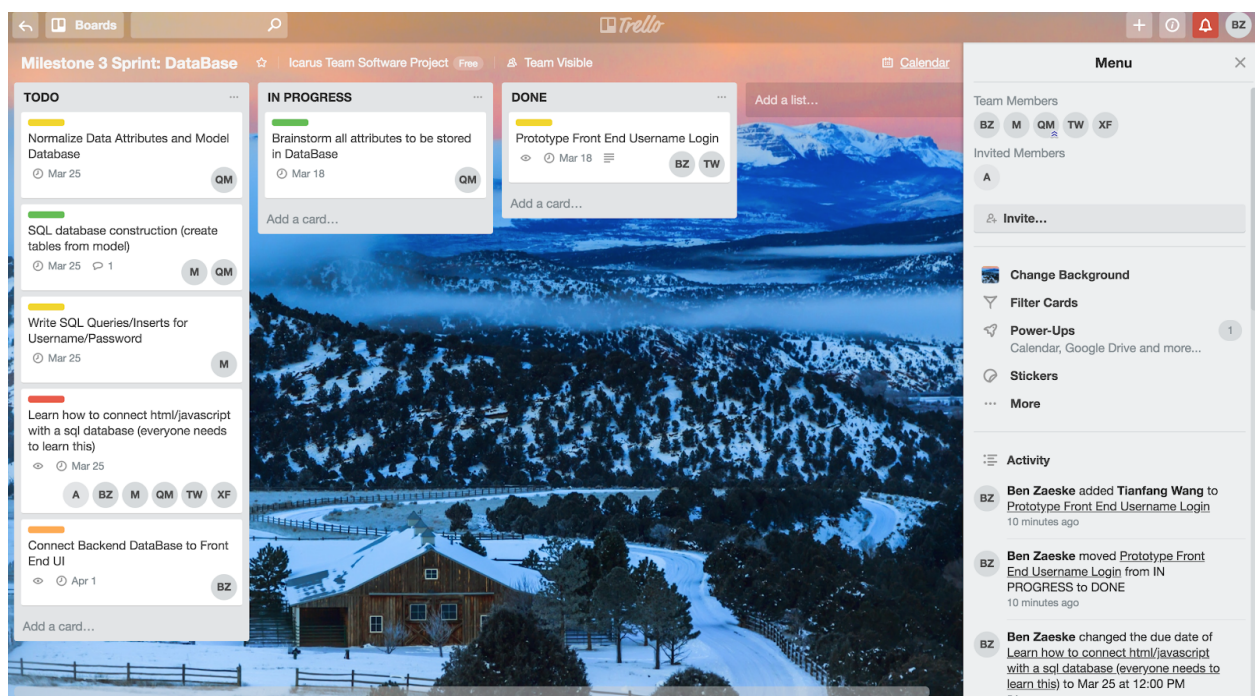 Boards
Trello
BZ
Milestone 3 Sprint: DataBase
Icarus Team Software Project Free
Team Visible
Calendar
TODO
Normalize Data Attributes and Model
Database
Mar 25
QM
SQL database construction (create
tables from model)
Mar 25 1
M QM
Write SQL Queries/Inserts for
Username/Password
Mar 25
M
Learn how to connect html/javascript
with a sql database (everyone needs
to learn this)
Mar 25
A BZ M QM TW XF
Connect Backend DataBase to Front
End UI
Apr 1
BZ
Add a card...
IN PROGRESS
Brainstorm all attributes to be stored
in DataBase
Mar 18
QM
Add a card...
DONE
Prototype Front End Username Login
Mar 18
BZ TW
Add a card...
Add a list...
Menu
Team Members
BZ M QM TW XF
Invited Members
A
Invite...
Change Background
Filter Cards
Power-Ups 1
Calendar, Google Drive and more...
Stickers
More
Activity
BZ
Ben Zaeske added Tianfang Wang to
Prototype Front End Username Login
10 minutes ago
BZ
Ben Zaeske moved Prototype Front
End Username Login from IN
PROGRESS to DONE
10 minutes ago
BZ
Ben Zaeske changed the due date of
Learn how to connect html/javascript
with a sql database (everyone needs to
learn this) to Mar 25 at 12:00 PM